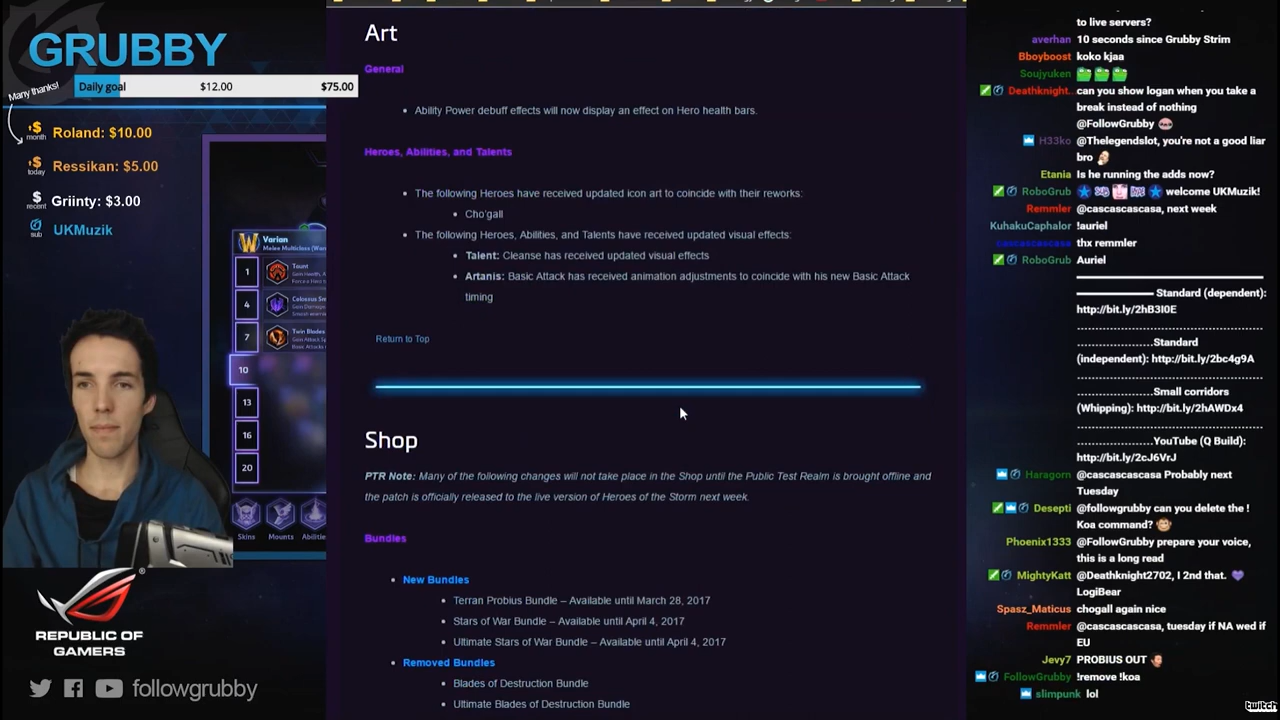 GRUBBY
Many thanks!
Daily goal
$12.00
$75.00
$
month
Roland: $10.00
$
today
Ressikan: $5.00
$
recent
Griinty: $3.00
sub
UKMuzik
Varian
1
Taunt
4
7
Twin Blades
10
13
16
20
Skins
Mounts
REPUBLIC OF
GAMERS
®
followgrubby
Art
General
• Ability Power debuff effects will now display an effect on Hero health bars.
Heroes, Abilities, and Talents
• The following Heroes have received updated icon art to coincide with their reworks:
Cho'gall
• The following Heroes, Abilities, and Talents have received updated visual effects:
Talent: Cleanse has received updated visual effects
Artanis: Basic Attack has received animation adjustments to coincide with his new Basic Attack
timing
Return to Top
Shop
PTR Note: Many of the following changes will not take place in the Shop until the Public Test Realm is brought offline and
the patch is officially released to the live version of Heroes of the Storm next week.
Bundles
• New Bundles
Terran Probius Bundle – Available until March 28, 2017
Stars of War Bundle – Available until April 4, 2017
Ultimate Stars of War Bundle – Available until April 4, 2017
• Removed Bundles
Blades of Destruction Bundle
Ultimate Blades of Destruction Bundle
to live servers?
averhan 10 seconds since Grubby Strim
Bboyboost koko kjaa
Soujyuken
Deathknight... can you show logan when you take a
break instead of nothing
@FollowGrubby
H33ko @Thelegendslot, you're not a good liar
bro
Etania Is he running the adds now?
RoboGrub welcome UKMuzik!
Remmler @cascascascasa, next week
KuhakuCaphalor !auriel
cascascascasa thx remmler
RoboGrub Auriel
Standard (dependent):
http://bit.ly/2hB3I0E
Standard
(independent): http://bit.ly/2bc4g9A
Small corridors
(Whipping): http://bit.ly/2hAWDx4
YouTube (Q Build):
http://bit.ly/2cJ6VrJ
Haragorn @cascascascasa Probably next
Tuesday
Desepti @followgrubby can you delete the !
Koa command?
Phoenix1333 @FollowGrubby prepare your voice,
this is a long read
MightyKatt @Deathknight2702, I 2nd that.
LogiBear
Spasz_Maticus chogall again nice
Remmler @cascascascasa, tuesday if NA wed if
EU
Jevy7 PROBIUS OUT
FollowGrubby !remove !koa
slimpunk lol
twitch